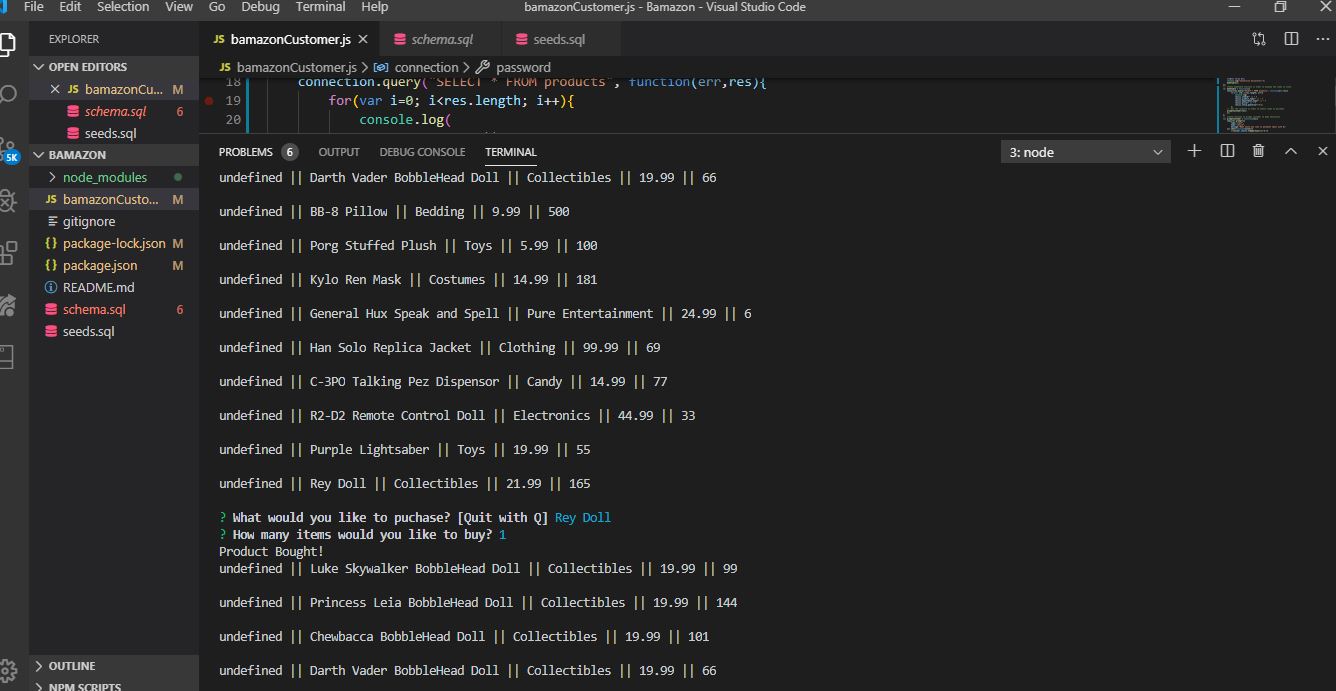 File Edit Selection View Go Debug Terminal Help bamazonCustomer.js - Bamazon - Visual Studio Code
EXPLORER
OPEN EDITORS
JS bamazonCu... M
schema.sql 6
seeds.sql
5K
BAMAZON
node_modules
JS bamazonCusto... M
gitignore
{} package-lock.json M
{} package.json M
README.md
schema.sql 6
seeds.sql
OUTLINE
NPM SCRIPTS
JS bamazonCustomer.js schema.sql seeds.sql
JS bamazonCustomer.js > connection > password
18 connection.query("SELECT * FROM products", function(err,res){
19 for(var i=0; i<res.length; i++){
20 console.log(
PROBLEMS 6 OUTPUT DEBUG CONSOLE TERMINAL 3: node
undefined || Darth Vader BobbleHead Doll || Collectibles || 19.99 || 66
undefined || BB-8 Pillow || Bedding || 9.99 || 500
undefined || Porg Stuffed Plush || Toys || 5.99 || 100
undefined || Kylo Ren Mask || Costumes || 14.99 || 181
undefined || General Hux Speak and Spell || Pure Entertainment || 24.99 || 6
undefined || Han Solo Replica Jacket || Clothing || 99.99 || 69
undefined || C-3PO Talking Pez Dispensor || Candy || 14.99 || 77
undefined || R2-D2 Remote Control Doll || Electronics || 44.99 || 33
undefined || Purple Lightsaber || Toys || 19.99 || 55
undefined || Rey Doll || Collectibles || 21.99 || 165
? What would you like to puchase? [Quit with Q] Rey Doll
? How many items would you like to buy? 1
Product Bought!
undefined || Luke Skywalker BobbleHead Doll || Collectibles || 19.99 || 99
undefined || Princess Leia BobbleHead Doll || Collectibles || 19.99 || 144
undefined || Chewbacca BobbleHead Doll || Collectibles || 19.99 || 101
undefined || Darth Vader BobbleHead Doll || Collectibles || 19.99 || 66